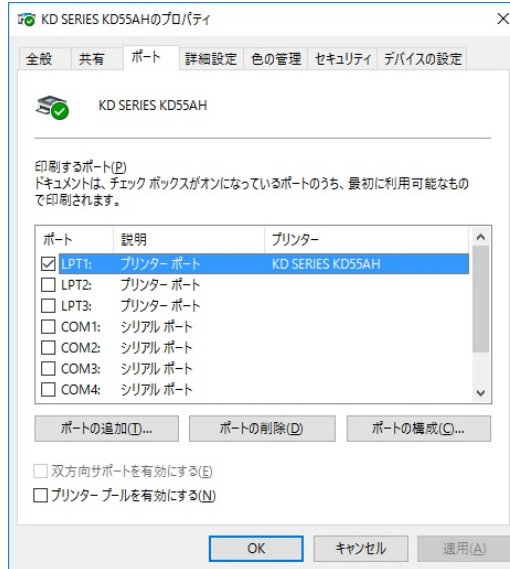 KD SERIES KD55AHのプロパティ
全般 共有 ポート 詳細設定 色の管理 セキュリティ デバイスの設定
KD SERIES KD55AH
印刷するポート(P)
ドキュメントは、チェック ボックスがオンになっているポートのうち、最初に利用可能なもの
で印刷されます。
ポート 説明 プリンター
LPT1: プリンター ポート KD SERIES KD55AH
LPT2: プリンター ポート
LPT3: プリンター ポート
COM1: シリアル ポート
COM2: シリアル ポート
COM3: シリアル ポート
COM4: シリアル ポート
ポートの追加(T)... ポートの削除(D) ポートの構成(C)...
双方向サポートを有効にする(E)
プリンター プールを有効にする(N)
OK キャンセル 適用(A)